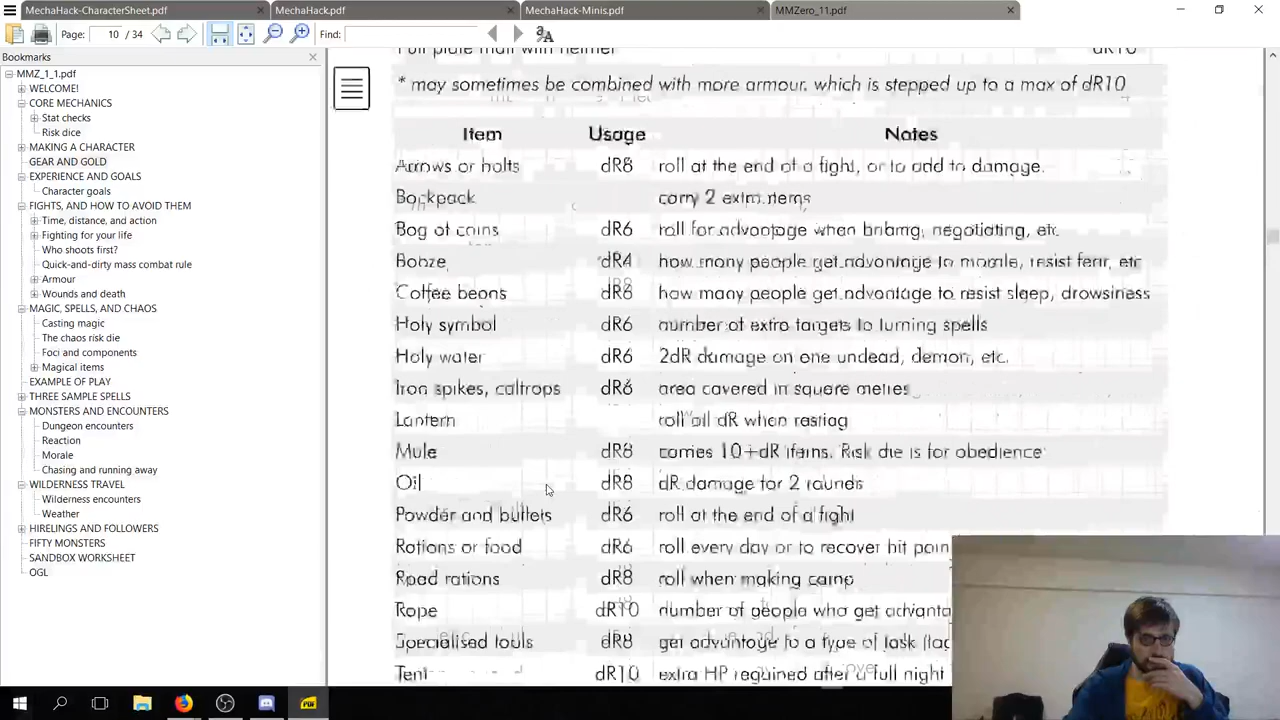 MechaHack-CharacterSheet.pdf
MechaHack.pdf
MechaHack-Minis.pdf
MMZero_11.pdf
Page: 10 / 34
Find:
Bookmarks
MMZ_1_1.pdf
WELCOME!
CORE MECHANICS
Stat checks
Risk dice
MAKING A CHARACTER
GEAR AND GOLD
EXPERIENCE AND GOALS
Character goals
FIGHTS, AND HOW TO AVOID THEM
Time, distance, and action
Fighting for your life
Who shoots first?
Quick-and-dirty mass combat rule
Armour
Wounds and death
MAGIC, SPELLS, AND CHAOS
Casting magic
The chaos risk die
Foci and components
Magical items
EXAMPLE OF PLAY
THREE SAMPLE SPELLS
MONSTERS AND ENCOUNTERS
Dungeon encounters
Reaction
Morale
Chasing and running away
WILDERNESS TRAVEL
Wilderness encounters
Weather
HIRELINGS AND FOLLOWERS
FIFTY MONSTERS
SANDBOX WORKSHEET
OGL
* may sometimes be combined with more armour, which is stepped up to a max of dR10
Item Usage Notes
Arrows or bolts dR8 roll at the end of a fight, or to add to damage.
Backpack carry 2 extra items
Bag of coins dR6 roll for advantage when bribing, negotiating, etc.
Booze dR4 how many people get advantage to morale, resist fear, etc
Coffee beans dR6 how many people get advantage to resist sleep, drowsiness
Holy symbol dR6 number of extra targets to turning spells
Holy water dR6 2dR damage on one undead, demon, etc.
Iron spikes, caltrops dR6 area covered in square metres
Lantern roll oil dR when resting
Mule dR8 carries 10+dR items. Risk die is for obedience
Oil dR8 dR damage for 2 rounds
Powder and bullets dR6 roll at the end of a fight
Rations or food dR6 roll every day or to recover hit poin
Road rations dR8 roll when making camp
Rope dR10 number of people who get advanta
Specialised tools dR8 get advantage to a type of task
Tent dR10 extra HP regained after a full night